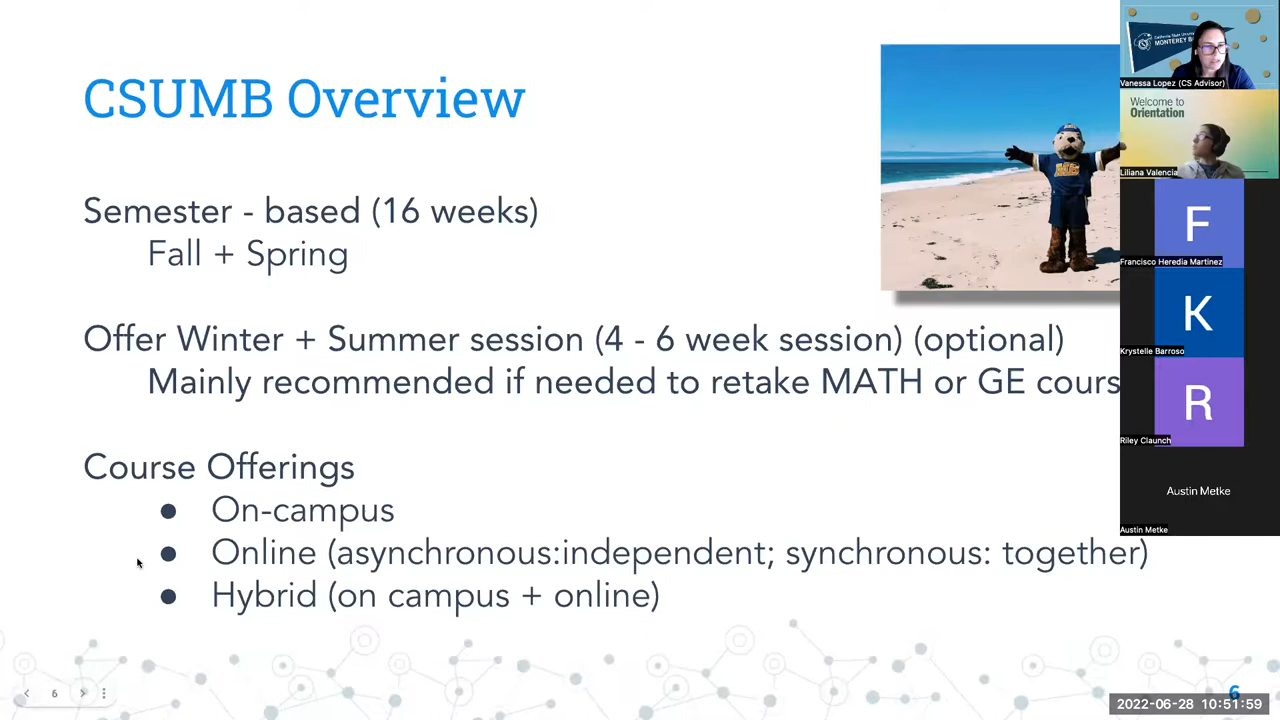 CSUMB Overview
Semester - based (16 weeks)
Fall + Spring
Offer Winter + Summer session (4 - 6 week session) (optional)
Mainly recommended if needed to retake MATH or GE cours
Course Offerings
● On-campus
● Online (asynchronous:independent; synchronous: together)
● Hybrid (on campus + online)
6
6
MONTEREY B
Vanessa Lopez (CS Advisor)
Welcome to
Orientation
Liliana Valencia
F
Francisco Heredia Martinez
K
Krystelle Barroso
R
Riley Claunch
Austin Metke
Austin Metke
2022-06-28 10:51:59